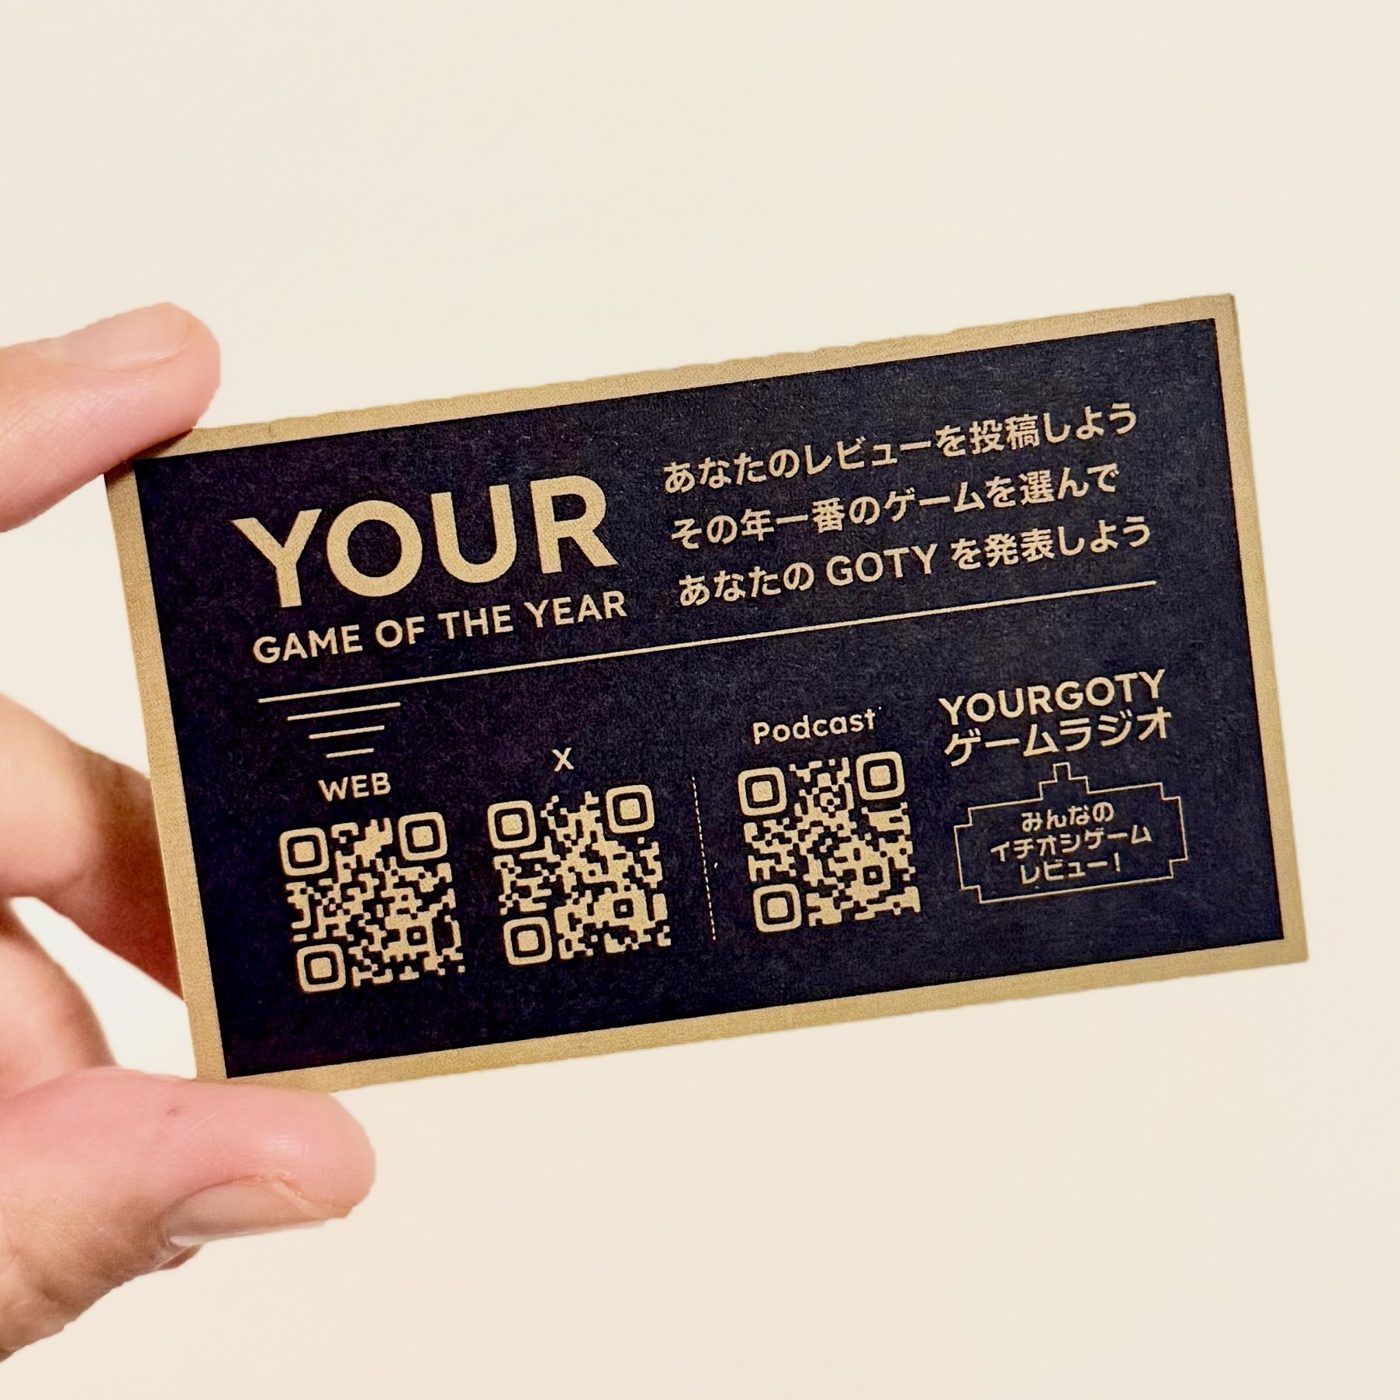 YOUR
GAME OF THE YEAR
あなたのレビューを投稿しよう
その年一番のゲームを選んで
あなたの GOTY を発表しよう
WEB
X
Podcast
YOURGOTY
ゲームラジオ
みんなの
イチオシゲーム
レビュー!